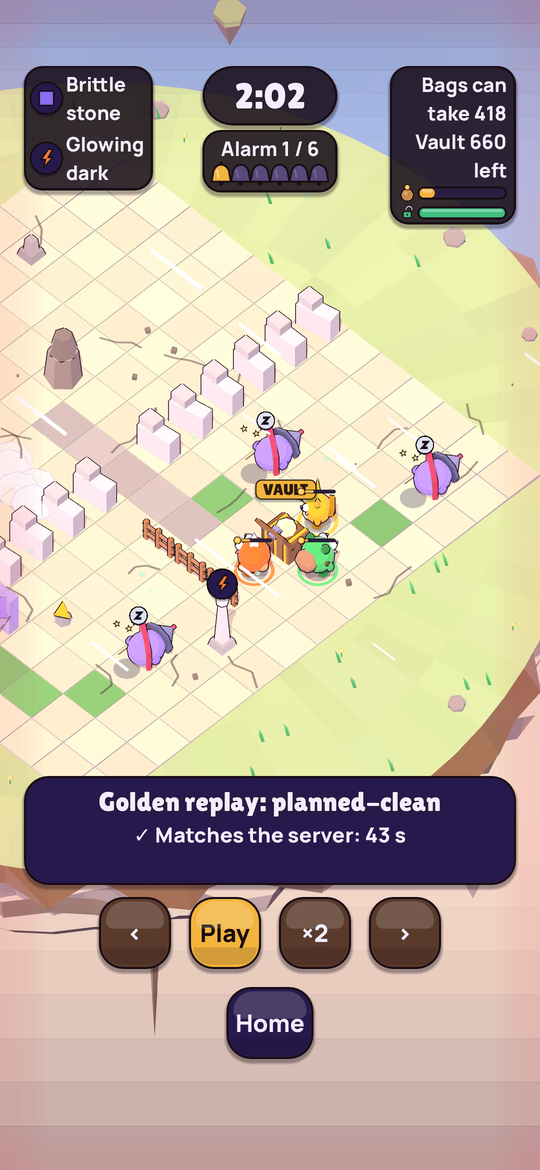 Brittle
stone
Glowing
dark
2:02
Alarm 1 / 6
Bags can
take 418
Vault 660
left
Z
Z
VAULT
Z
Golden replay: planned-clean
✓ Matches the server: 43 s
‹
Play
×2
›
Home